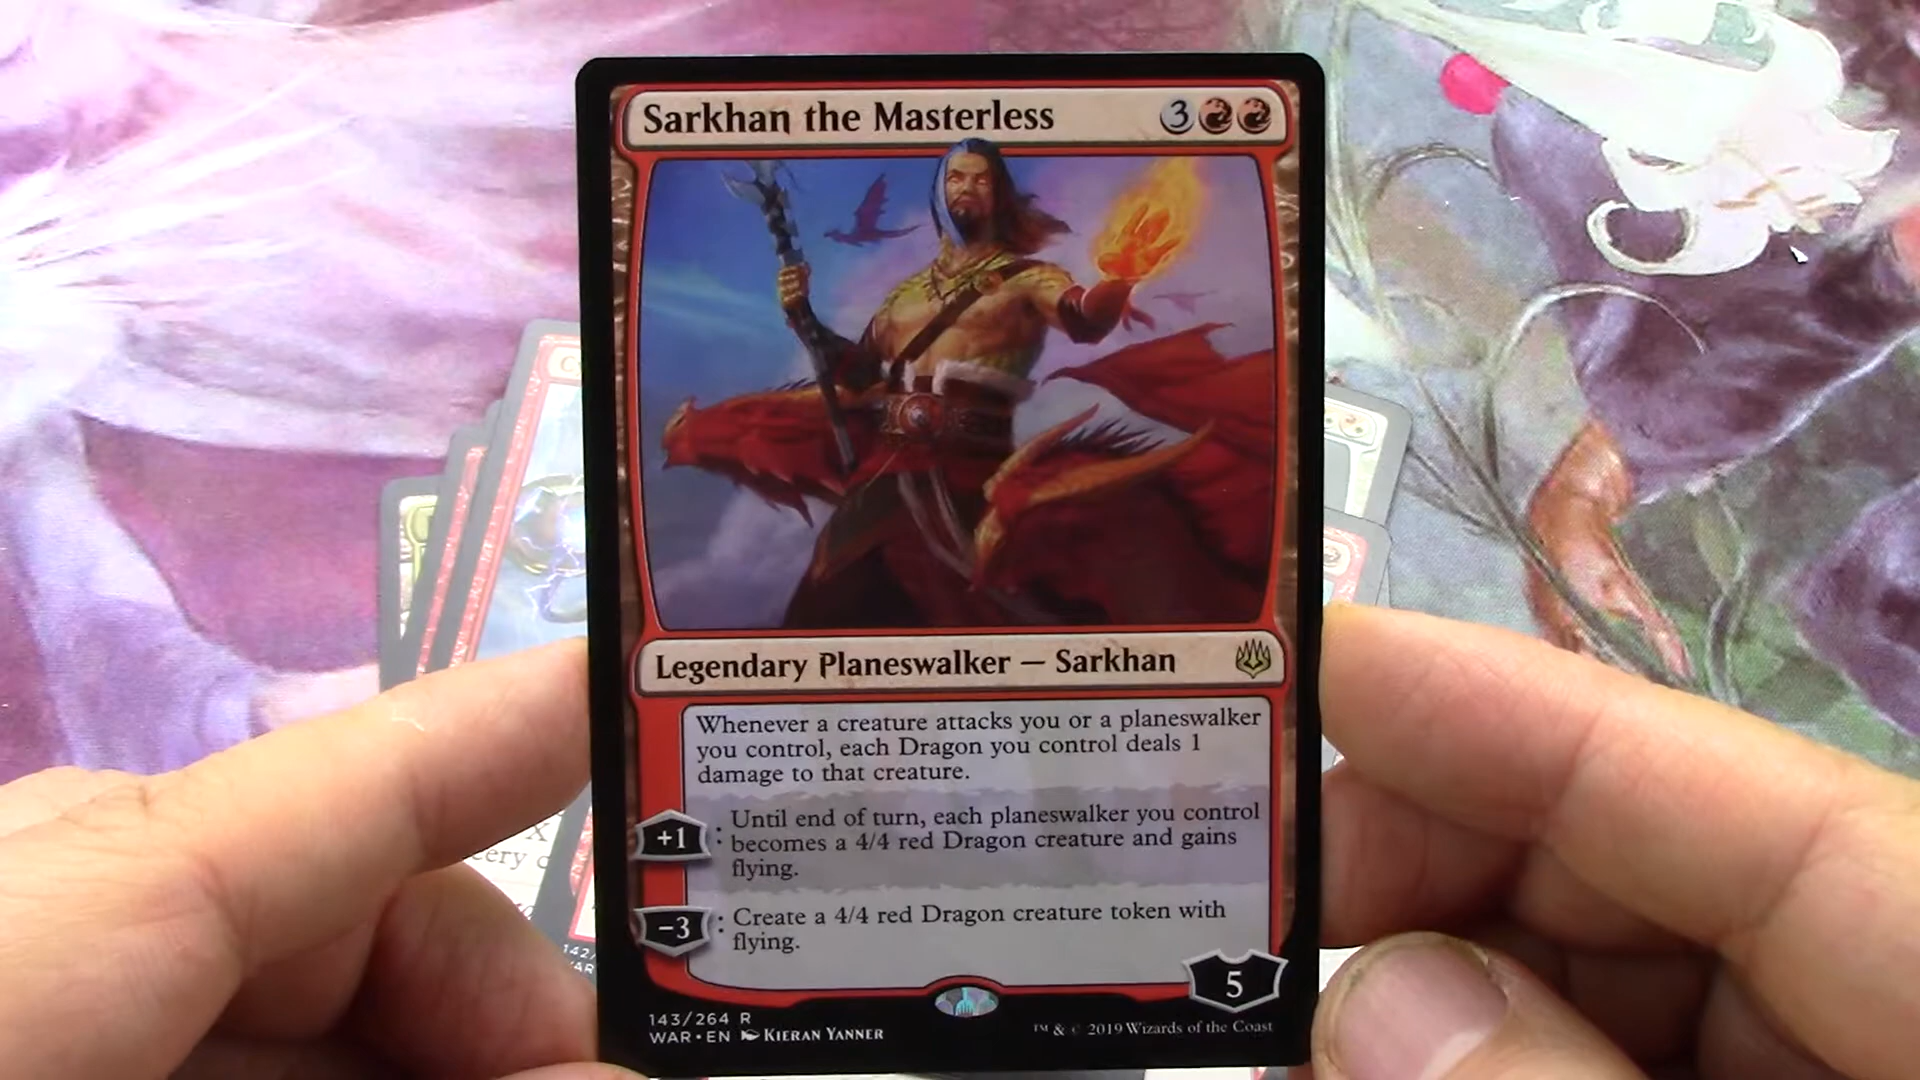 Sarkhan the Masterless 3
Legendary Planeswalker — Sarkhan
Whenever a creature attacks you or a planeswalker
you control, each Dragon you control deals 1
damage to that creature.
+1 : Until end of turn, each planeswalker you control
becomes a 4/4 red Dragon creature and gains
flying.
−3 : Create a 4/4 red Dragon creature token with
flying.
5
143/264 R
WAR • EN KIERAN YANNER
™ & © 2019 Wizards of the Coast
X
142/